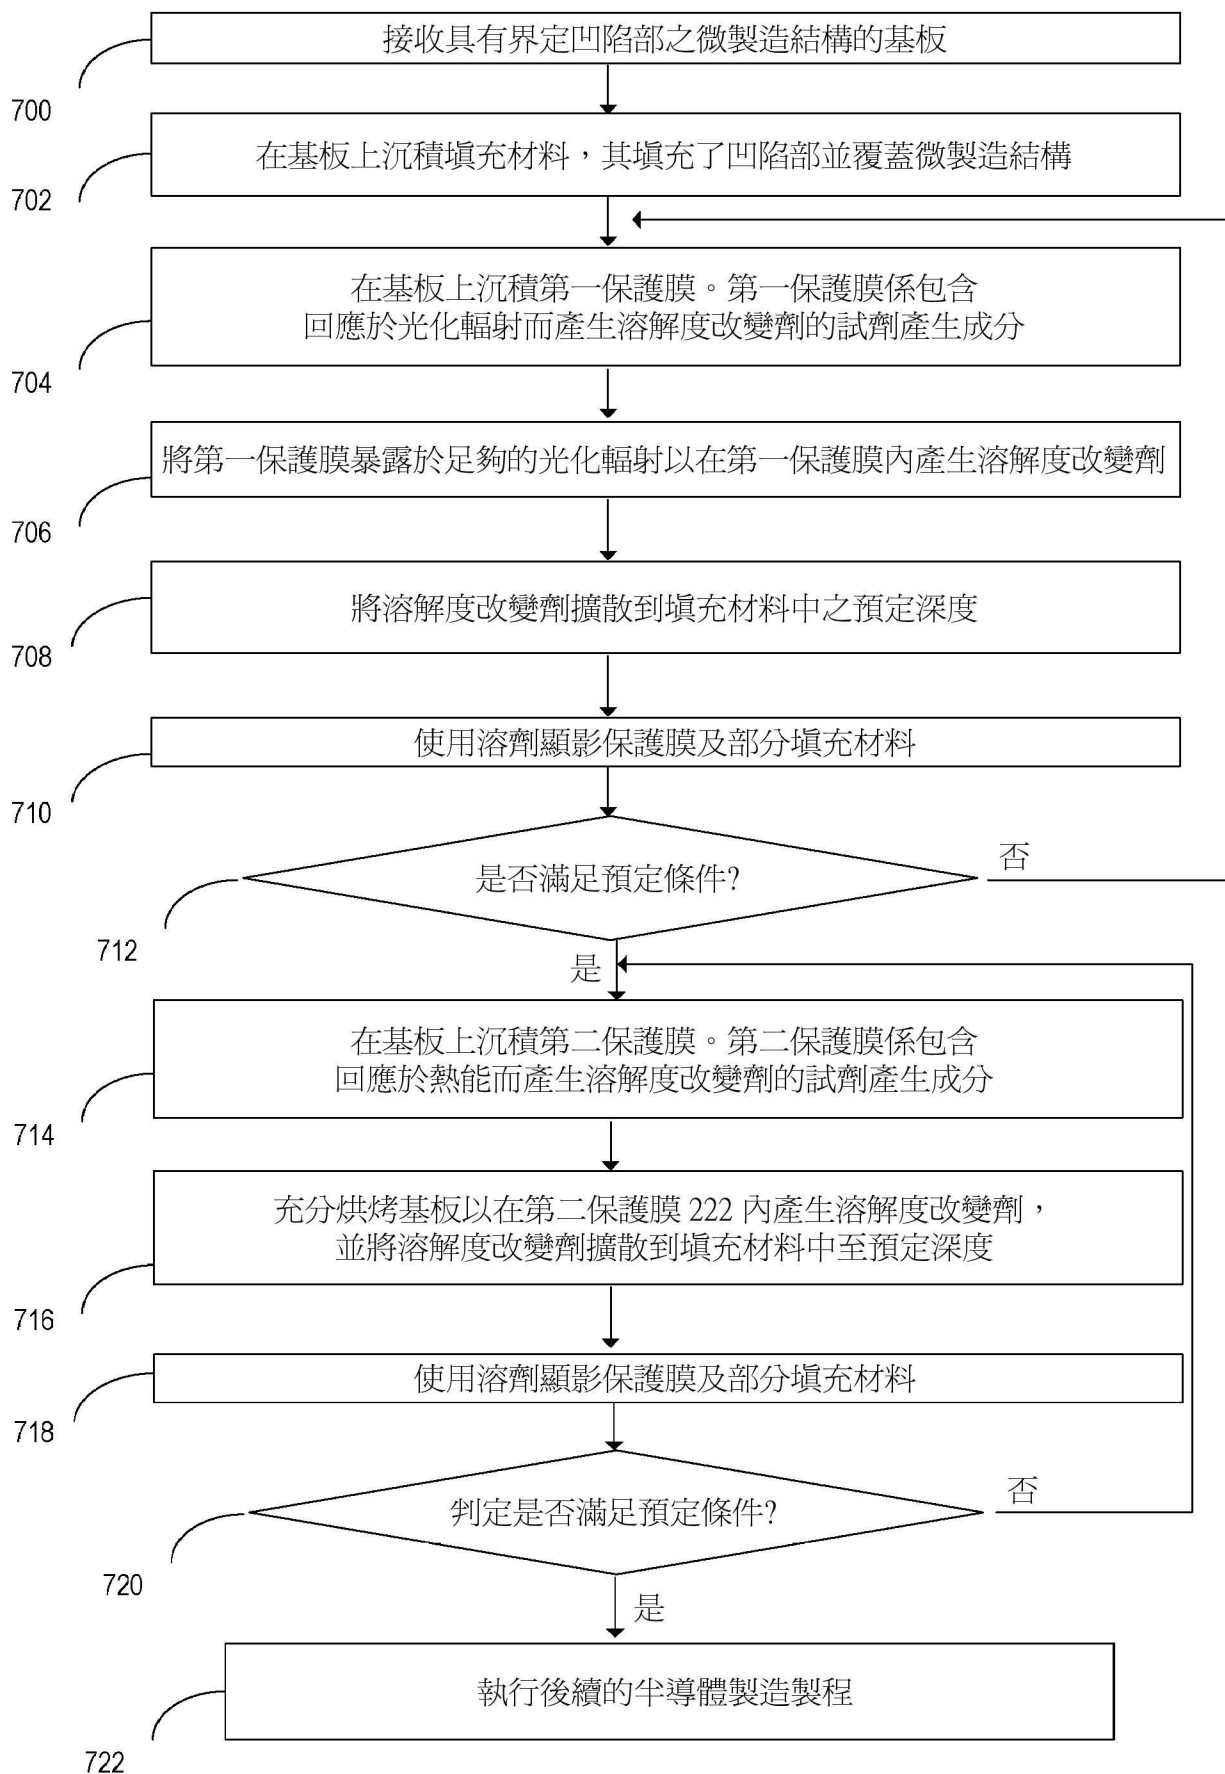 接收具有界定凹陷部之微製造結構的基板
700
在基板上沉積填充材料，其填充了凹陷部並覆蓋微製造結構
702
在基板上沉積第一保護膜。第一保護膜係包含
回應於光化輻射而產生溶解度改變劑的試劑產生成分
704
將第一保護膜暴露於足夠的光化輻射以在第一保護膜內產生溶解度改變劑
706
將溶解度改變劑擴散到填充材料中之預定深度
708
使用溶劑顯影保護膜及部分填充材料
710
是否滿足預定條件?
否
712
是
在基板上沉積第二保護膜。第二保護膜係包含
回應於熱能而產生溶解度改變劑的試劑產生成分
714
充分烘烤基板以在第二保護膜 222 內產生溶解度改變劑，
並將溶解度改變劑擴散到填充材料中至預定深度
716
使用溶劑顯影保護膜及部分填充材料
718
判定是否滿足預定條件?
否
720
是
執行後續的半導體製造製程
722